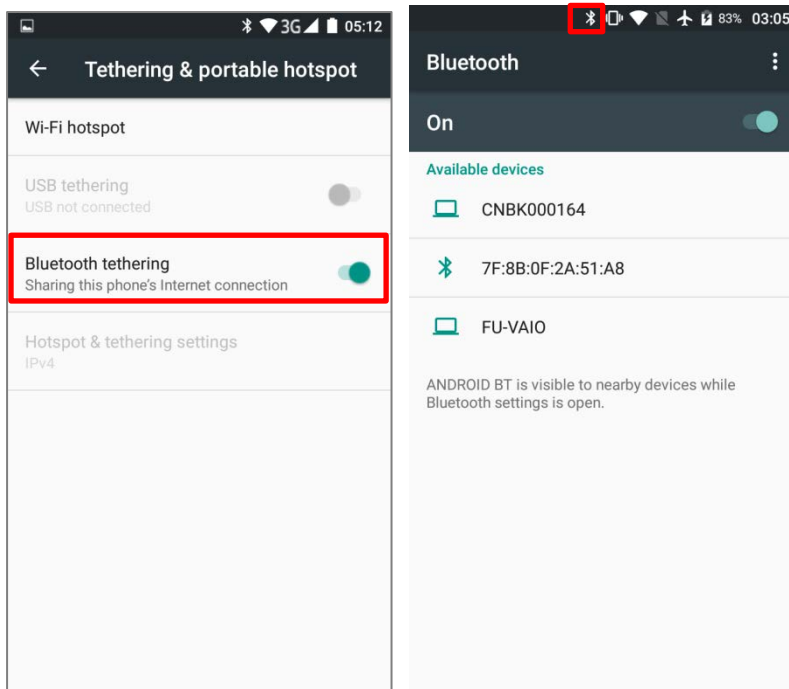 3G 05:12
Tethering & portable hotspot
Wi-Fi hotspot
USB tethering
USB not connected
Bluetooth tethering
Sharing this phone's Internet connection
Hotspot & tethering settings
IPv4
83% 03:05
Bluetooth
On
Available devices
CNBK000164
7F:8B:0F:2A:51:A8
FU-VAIO
ANDROID BT is visible to nearby devices while
Bluetooth settings is open.